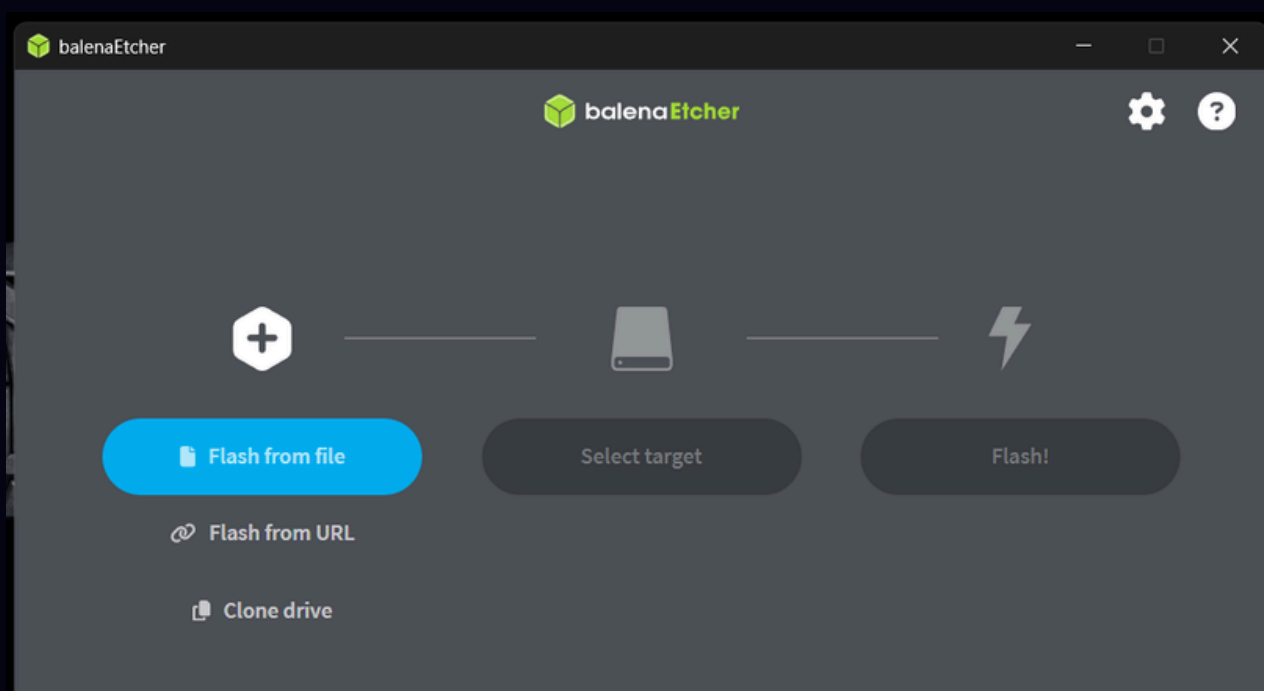 balenaEtcher
balenaEtcher
?
Flash from file
Select target
Flash!
Flash from URL
Clone drive